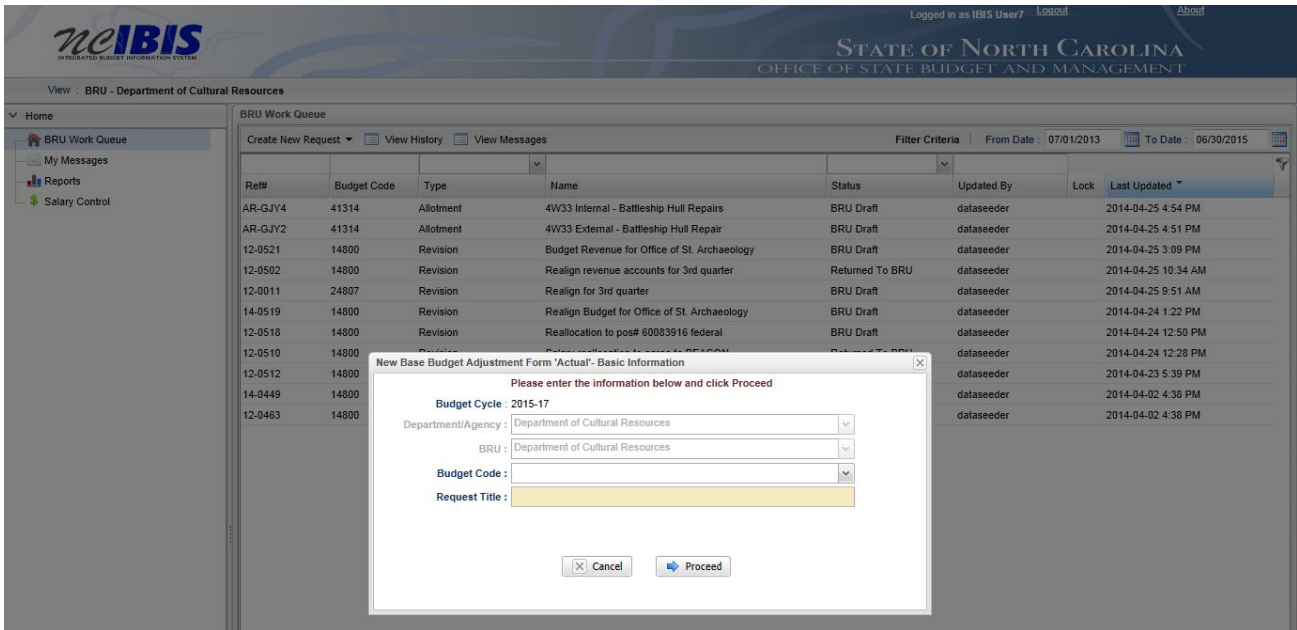 Logged in as IBIS User7 Logout About
ncIBIS
INTEGRATED BUDGET INFORMATION SYSTEM
STATE OF NORTH CAROLINA
OFFICE OF STATE BUDGET AND MANAGEMENT
View : BRU - Department of Cultural Resources
Home
BRU Work Queue
My Messages
Reports
Salary Control
BRU Work Queue
Create New Request View History View Messages Filter Criteria From Date : 07/01/2013 To Date : 06/30/2015
Ref# Budget Code Type Name Status Updated By Lock Last Updated
AR-GJY4 41314 Allotment 4W33 Internal - Battleship Hull Repairs BRU Draft dataseeder 2014-04-25 4:54 PM
AR-GJY2 41314 Allotment 4W33 External - Battleship Hull Repair BRU Draft dataseeder 2014-04-25 4:51 PM
12-0521 14800 Revision Budget Revenue for Office of St. Archaeology BRU Draft dataseeder 2014-04-25 3:09 PM
12-0502 14800 Revision Realign revenue accounts for 3rd quarter Returned To BRU dataseeder 2014-04-25 10:34 AM
12-0011 24807 Revision Realign for 3rd quarter BRU Draft dataseeder 2014-04-25 9:51 AM
14-0519 14800 Revision Realign Budget for Office of St. Archaeology BRU Draft dataseeder 2014-04-24 1:22 PM
12-0518 14800 Revision Reallocation to pos# 60083916 federal BRU Draft dataseeder 2014-04-24 12:50 PM
12-0510 14800 dataseeder 2014-04-24 12:28 PM
12-0512 14800 dataseeder 2014-04-23 5:39 PM
14-0449 14800 dataseeder 2014-04-02 4:38 PM
12-0463 14800 dataseeder 2014-04-02 4:38 PM
New Base Budget Adjustment Form 'Actual'- Basic Information
Please enter the information below and click Proceed
Budget Cycle : 2015-17
Department/Agency : Department of Cultural Resources
BRU : Department of Cultural Resources
Budget Code :
Request Title :
Cancel Proceed